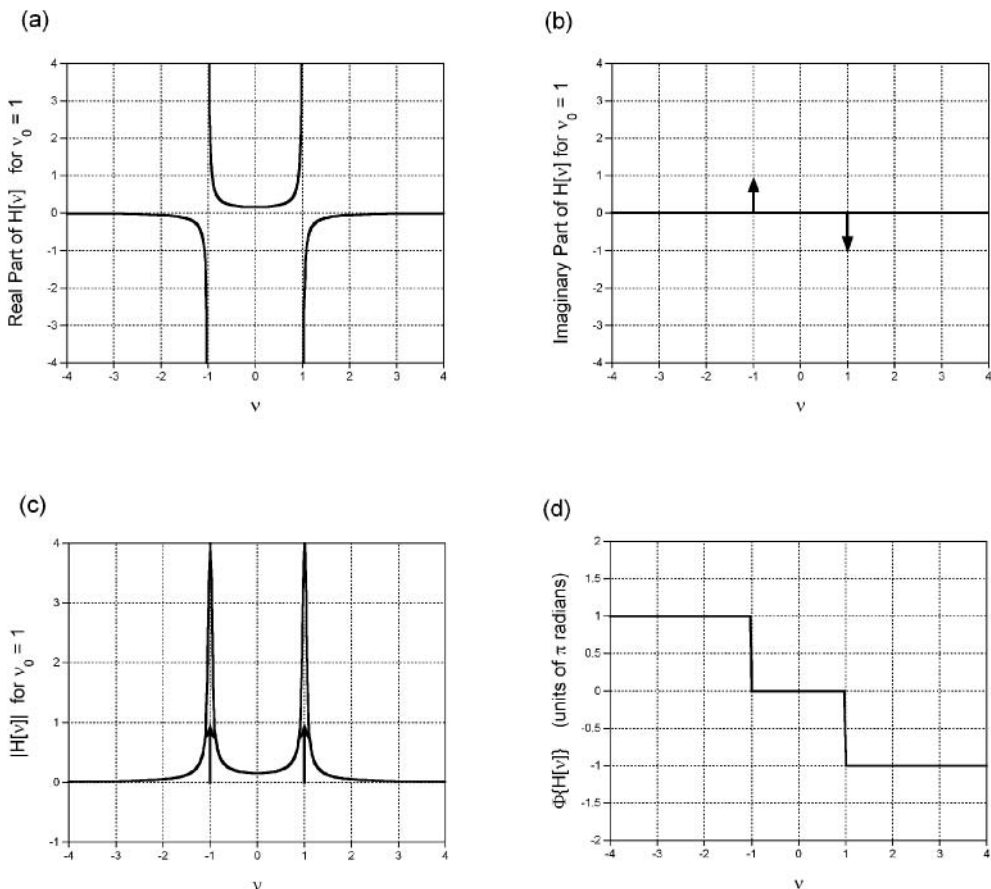 (a)
Real Part of H[ν] for ν₀ = 1
4
3
2
1
0
-1
-2
-3
-4
-4 -3 -2 -1 0 1 2 3 4
ν
(b)
Imaginary Part of H[ν] for ν₀ = 1
4
3
2
1
0
-1
-2
-3
-4
-4 -3 -2 -1 0 1 2 3 4
ν
(c)
|H[ν]| for ν₀ = 1
4
3
2
1
0
-1
-4 -3 -2 -1 0 1 2 3 4
ν
(d)
Φ{H[ν]} (units of π radians)
2
1.5
1
0.5
0
-0.5
-1
-1.5
-2
-4 -3 -2 -1 0 1 2 3 4
ν